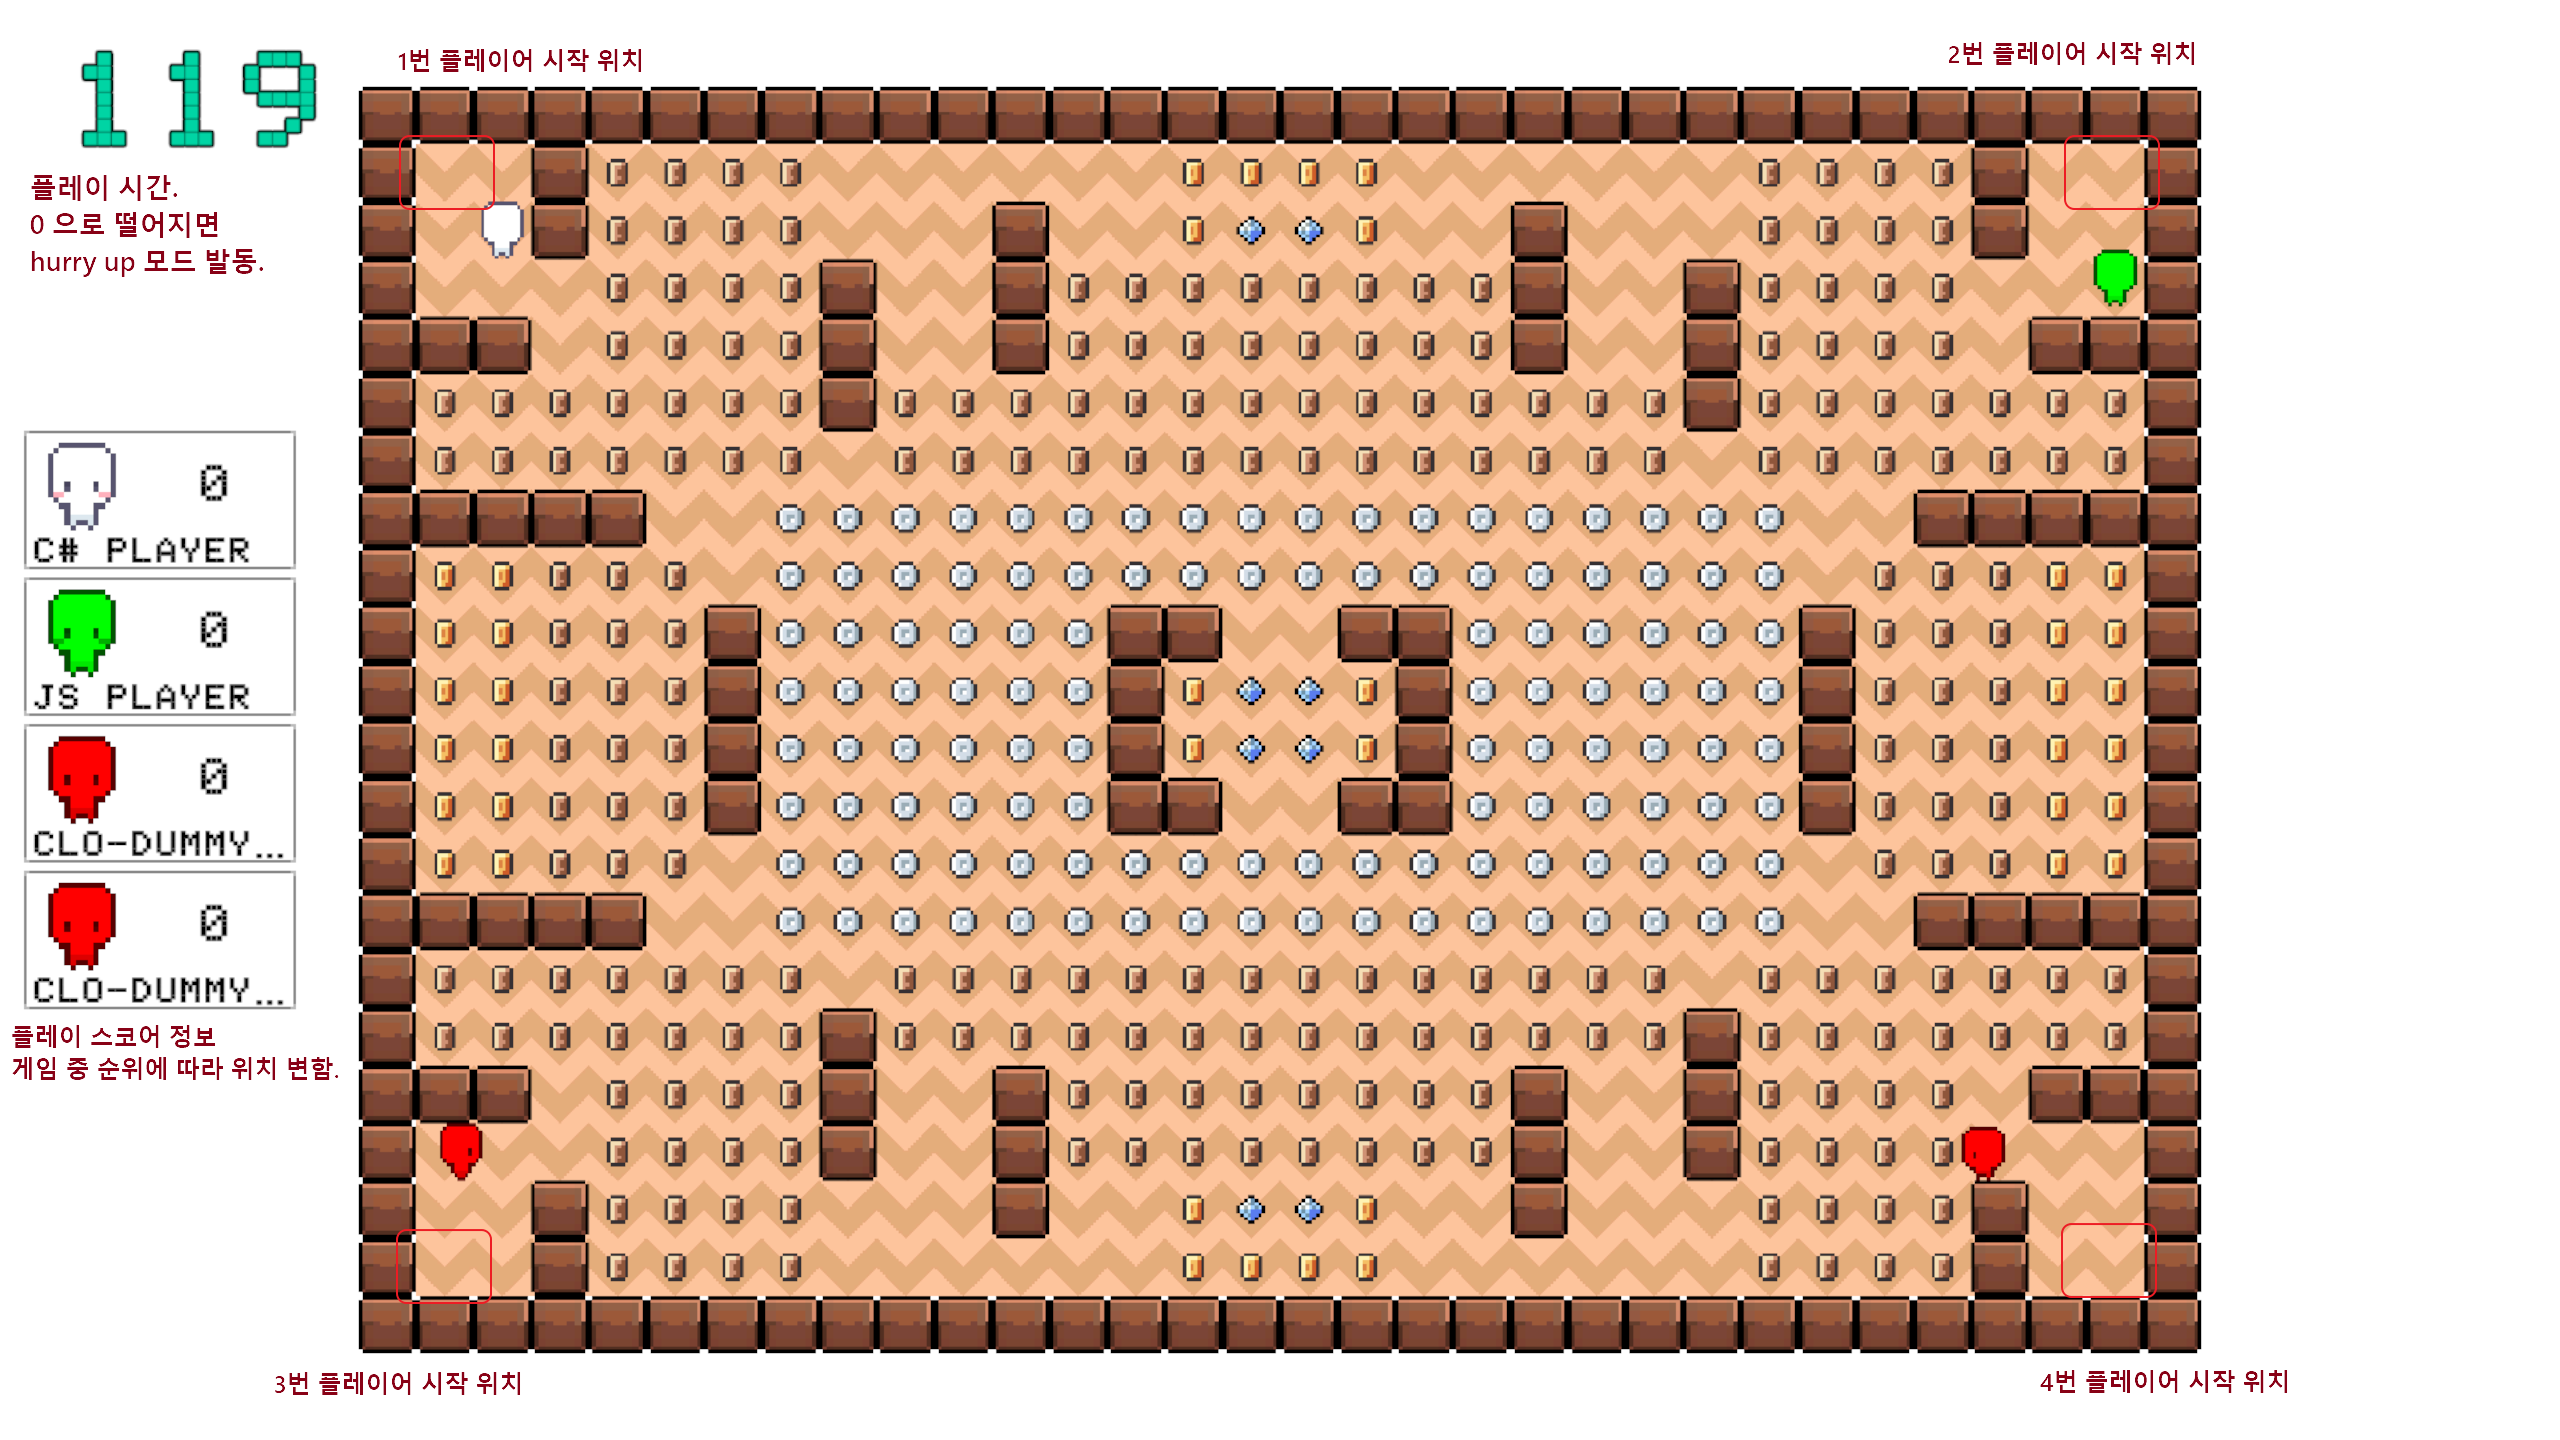 119
1번 플레이어 시작 위치
2번 플레이어 시작 위치
플레이 시간.
0 으로 떨어지면
hurry up 모드 발동.
0
C# PLAYER
0
JS PLAYER
0
CLO-DUMMY...
0
CLO-DUMMY...
플레이 스코어 정보
게임 중 순위에 따라 위치 변함.
3번 플레이어 시작 위치
4번 플레이어 시작 위치